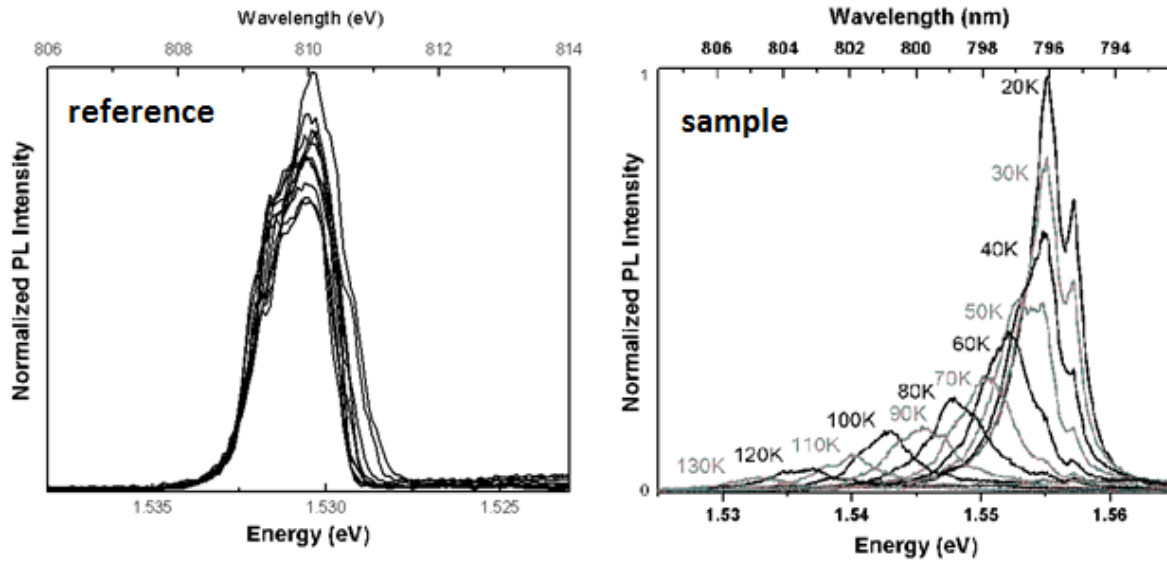 Wavelength (eV)
806 808 810 812 814
reference
Normalized PL Intensity
1.535 1.530 1.525
Energy (eV)
Wavelength (nm)
806 804 802 800 798 796 794
1
sample
20K
30K
40K
50K
60K
70K
80K
90K
100K
110K
120K
130K
Normalized PL Intensity
0
1.53 1.54 1.55 1.56
Energy (eV)